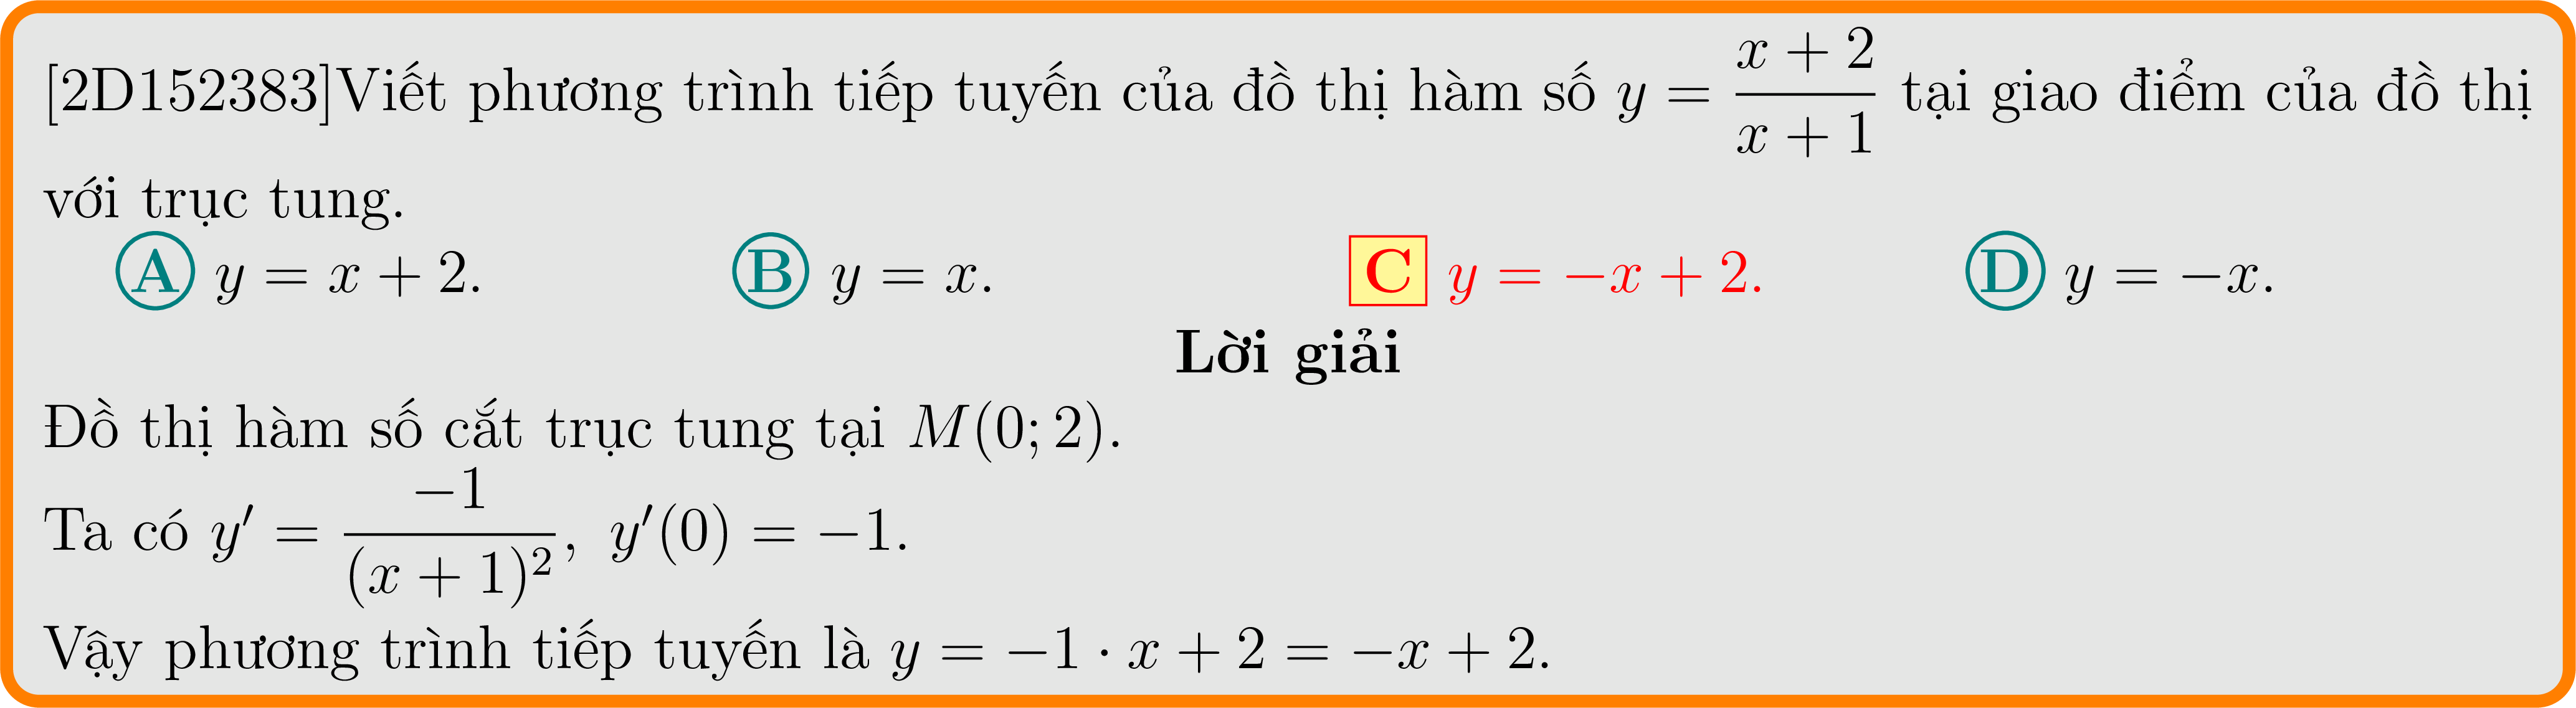 [2D152383]Viết phương trình tiếp tuyến của đồ thị hàm số $y = \dfrac{x+2}{x+1}$ tại giao điểm của đồ thị
với trục tung.
A $y = x + 2$. B $y = x$. C $y = -x + 2$. D $y = -x$.
Lời giải
Đồ thị hàm số cắt trục tung tại $M(0; 2)$.
Ta có $y' = \dfrac{-1}{(x+1)^2}$, $y'(0) = -1$.
Vậy phương trình tiếp tuyến là $y = -1 \cdot x + 2 = -x + 2$.